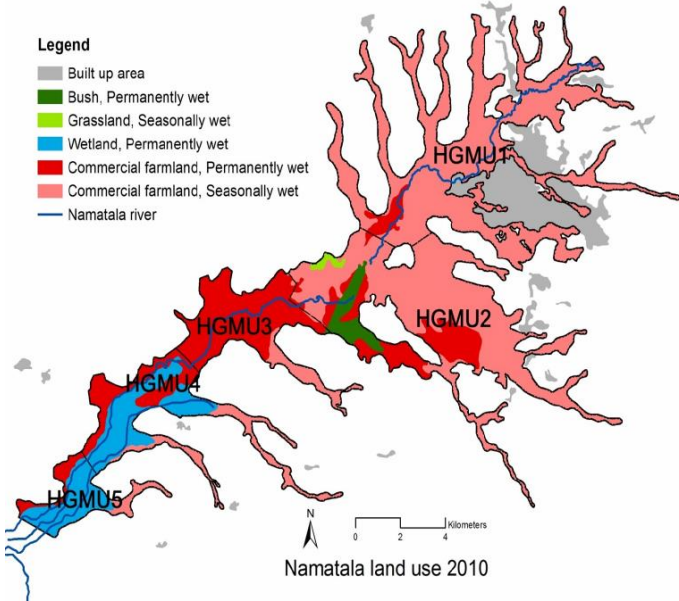 Legend
Built up area
Bush, Permanently wet
Grassland, Seasonally wet
Wetland, Permanently wet
Commercial farmland, Permanently wet
Commercial farmland, Seasonally wet
Namatala river
HGMU1
HGMU2
HGMU3
HGMU4
HGMU5
N
Kilometers
0 2 4
Namatala land use 2010